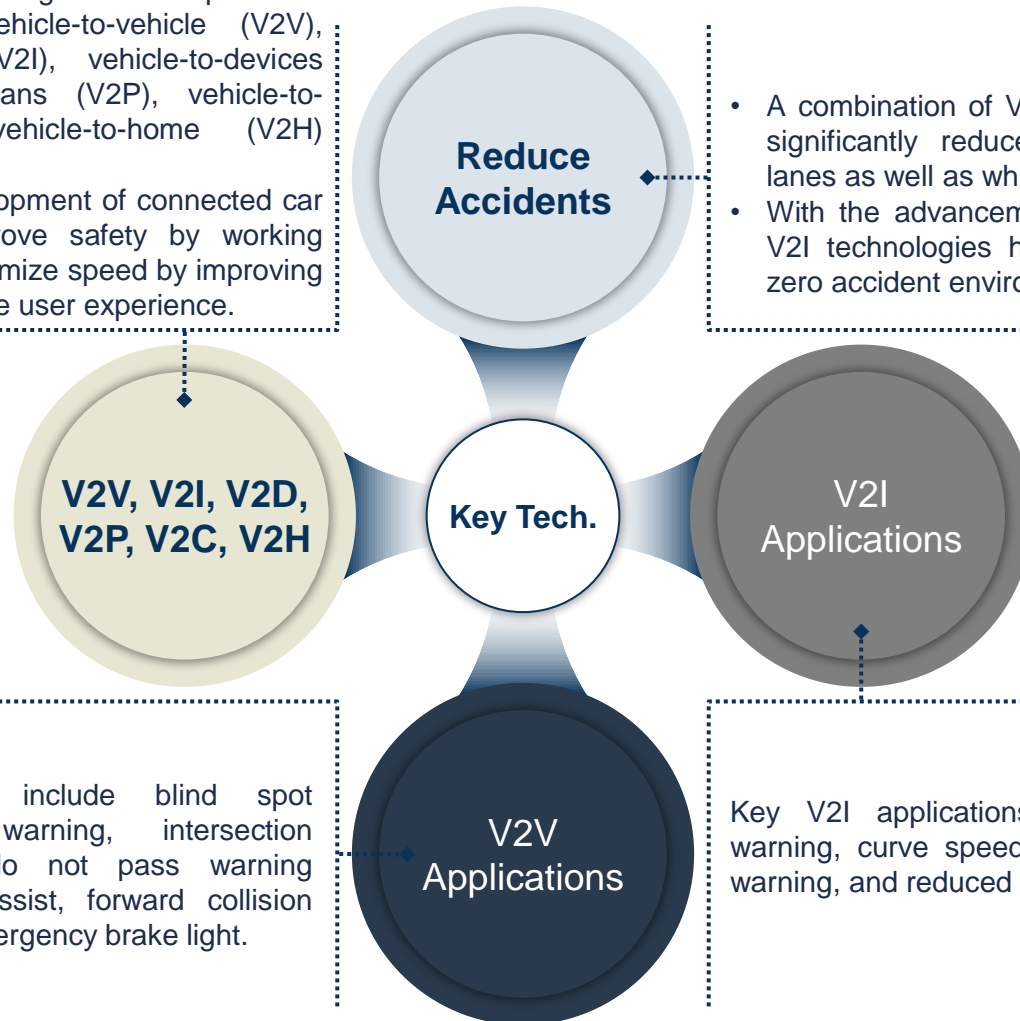 ehicle-to-vehicle (V2V),
V2I), vehicle-to-devices
ans (V2P), vehicle-to-
vehicle-to-home (V2H)
opment of connected car
rove safety by working
mize speed by improving
e user experience.
Reduce
Accidents
• A combination of V
significantly reduce
lanes as well as wh
• With the advancem
V2I technologies h
zero accident enviro
V2V, V2I, V2D,
V2P, V2C, V2H
Key Tech.
V2I
Applications
include blind spot
warning, intersection
do not pass warning
ssist, forward collision
ergency brake light.
V2V
Applications
Key V2I applications
warning, curve speed
warning, and reduced